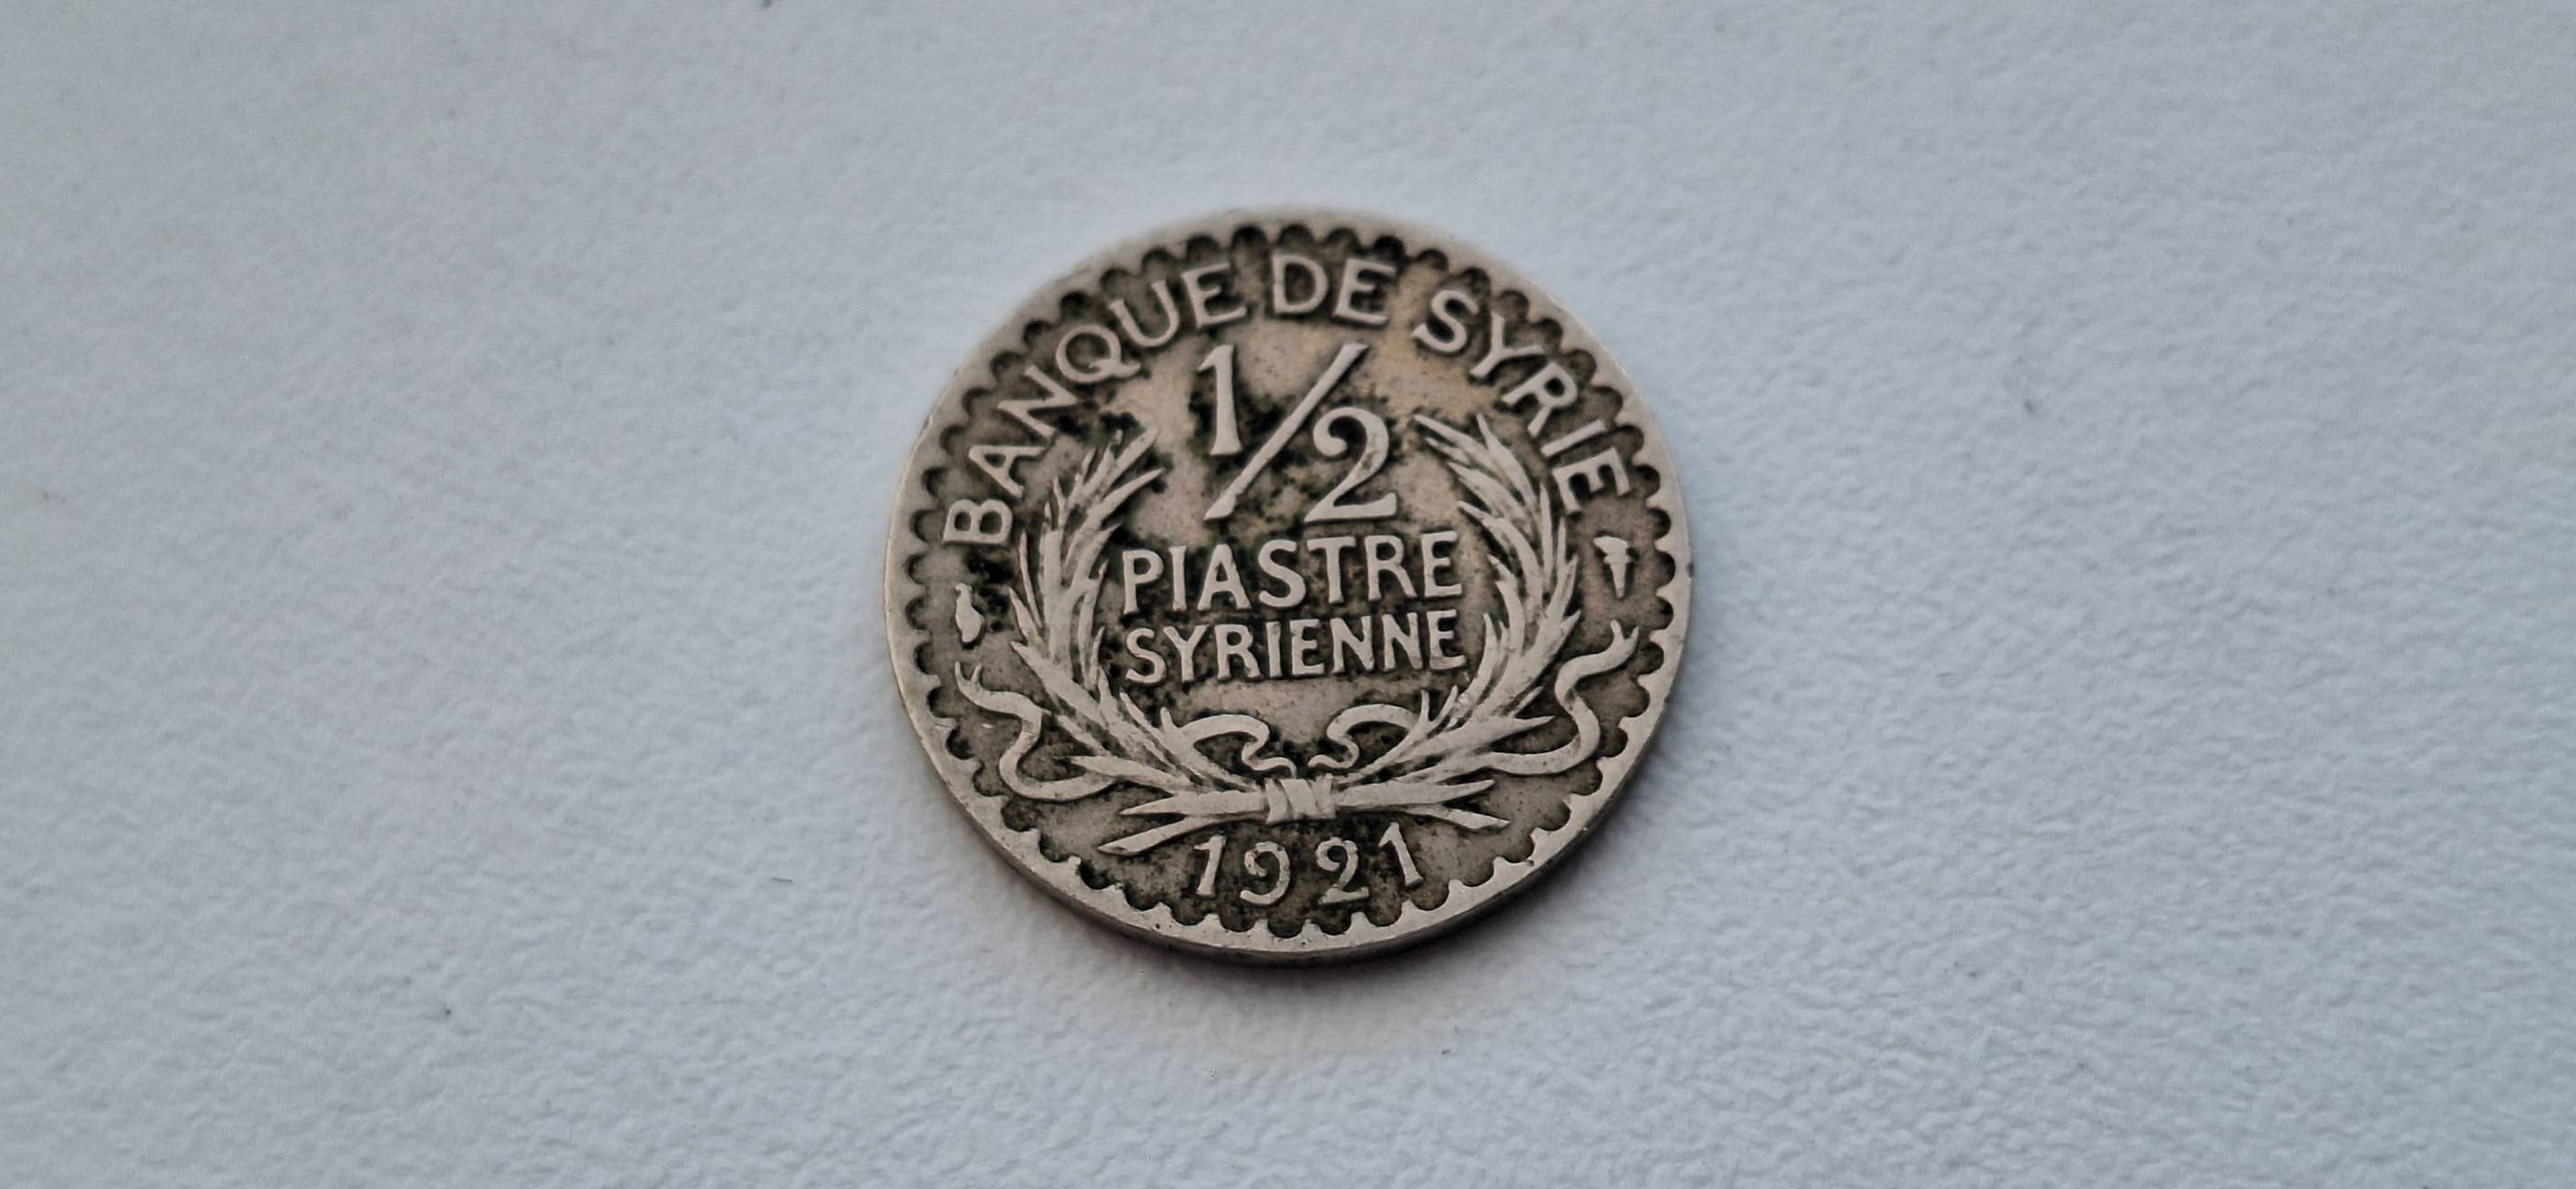 BANQUE DE SYRIE
1/2
PIASTRE
SYRIENNE
1921